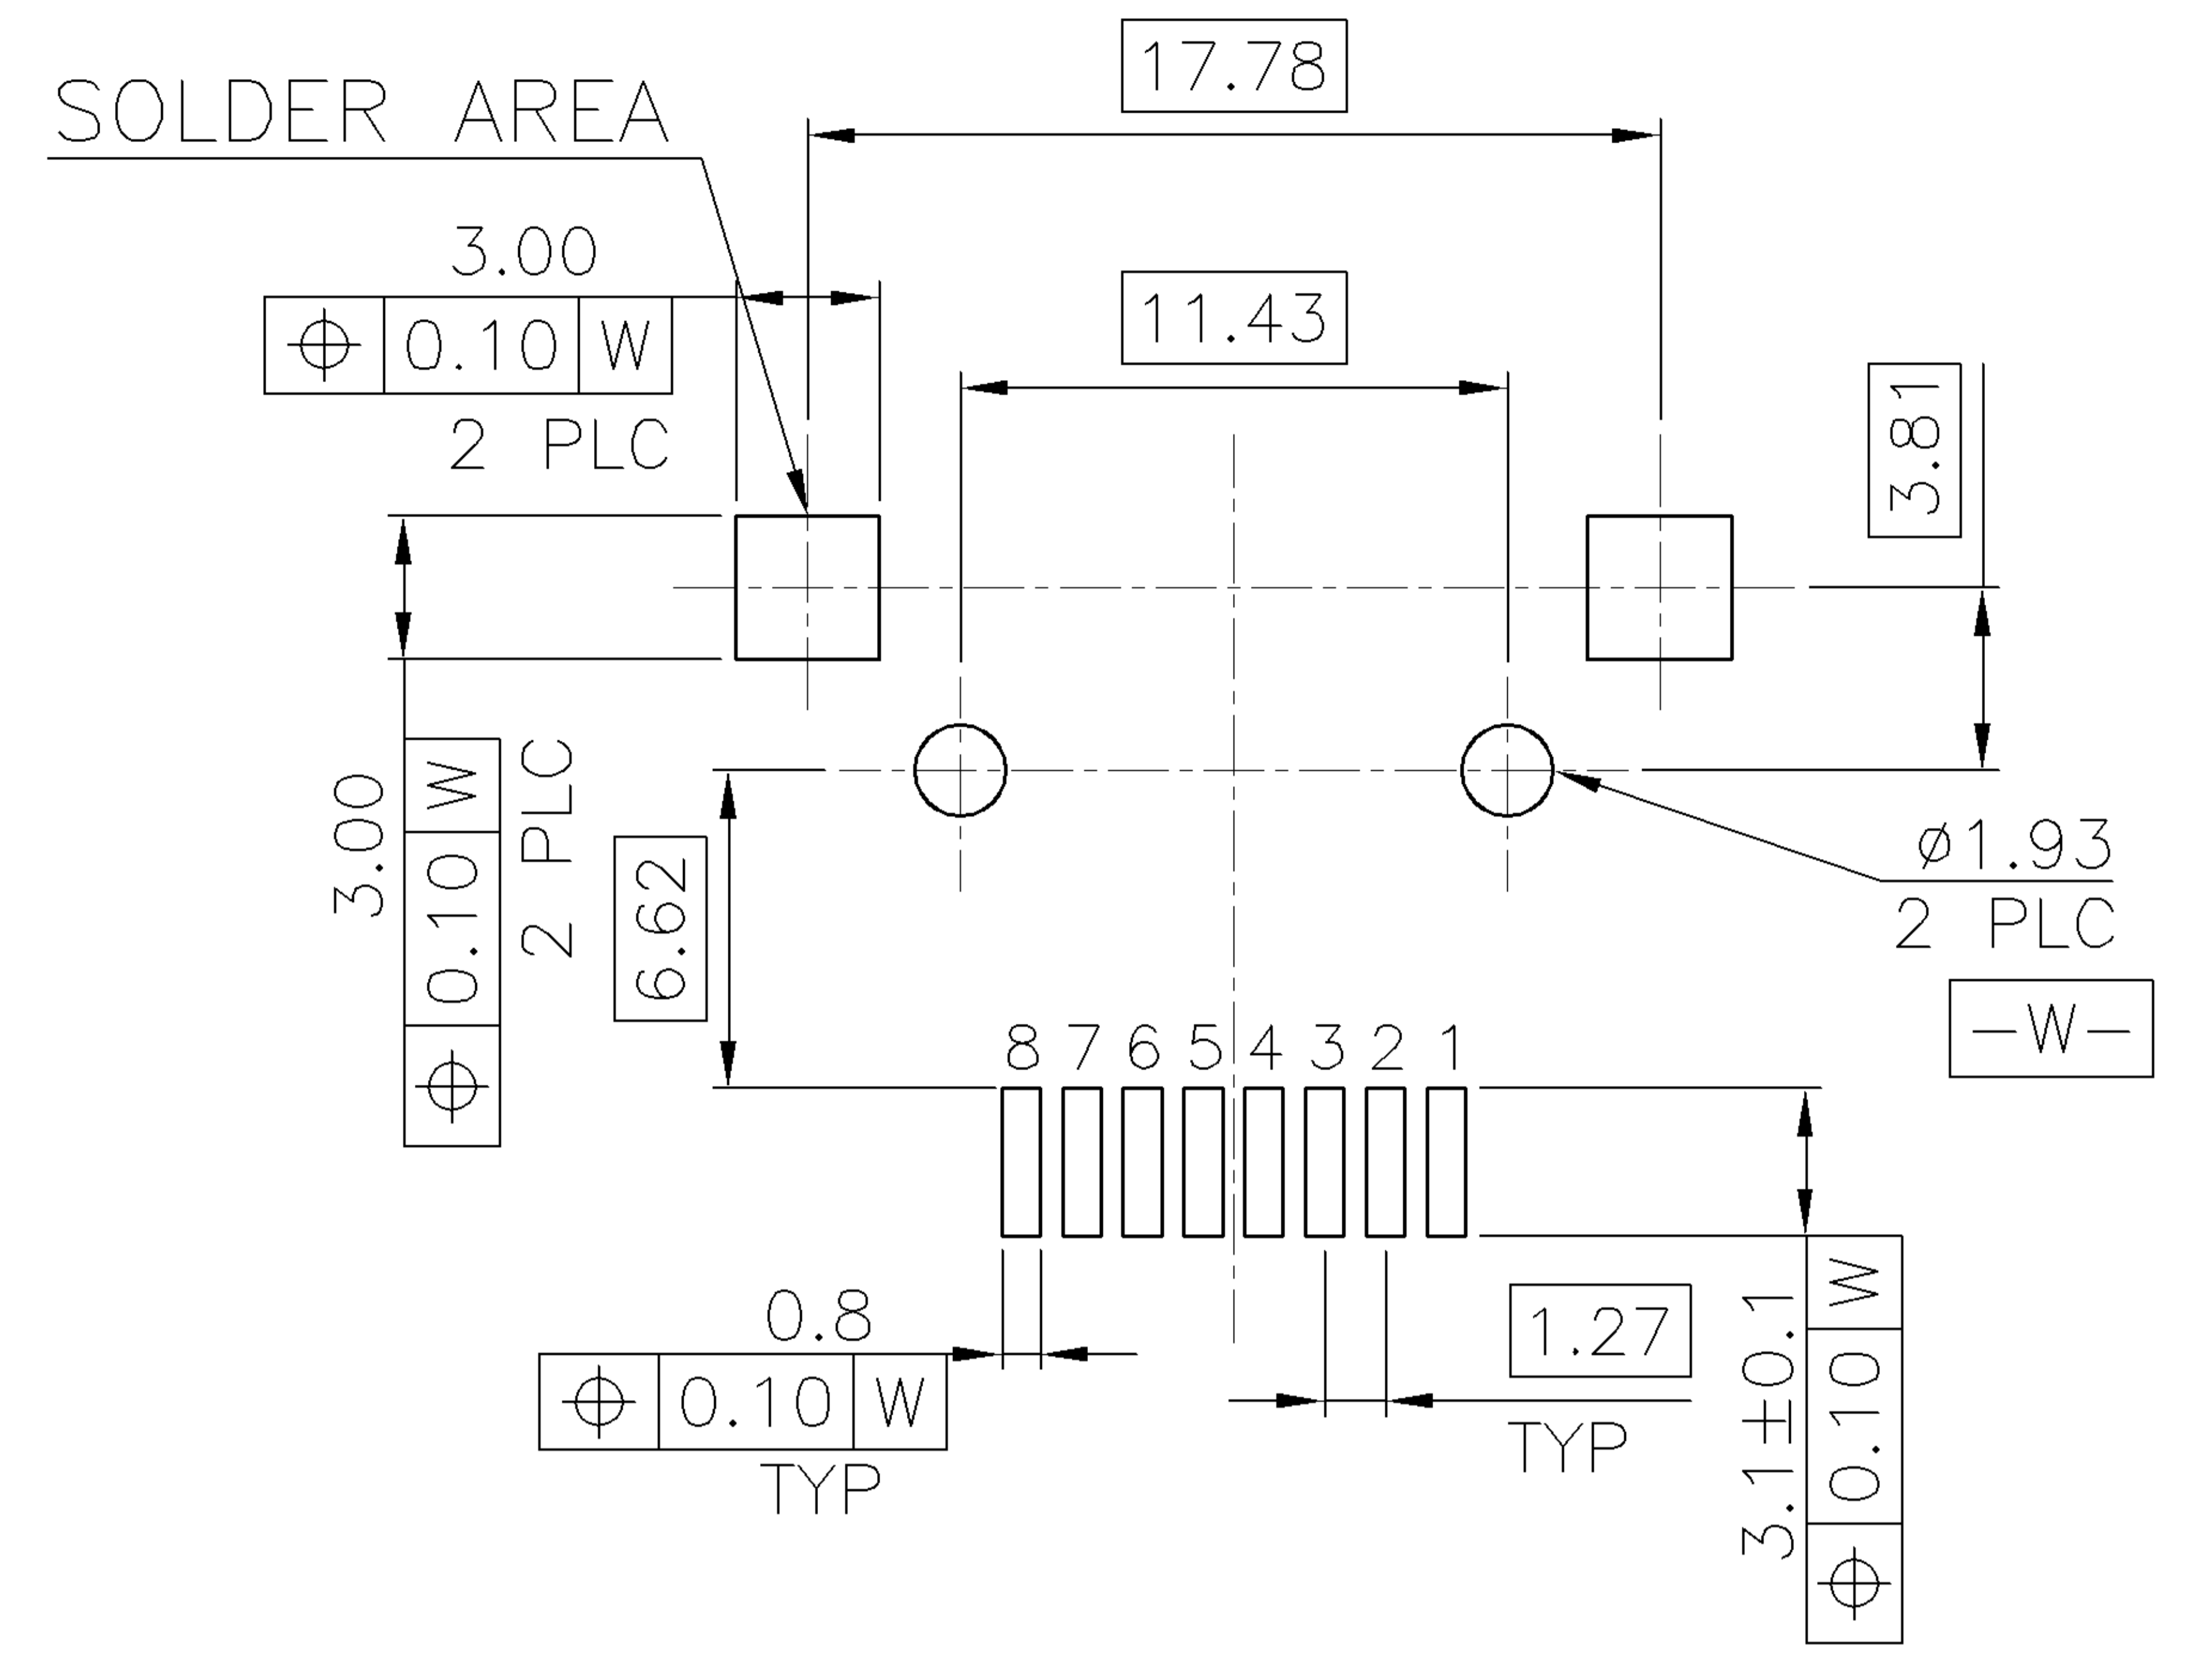 17.78
SOLDER AREA
3.00
⌖ 0.10 W
2 PLC
11.43
3.81
3.00
⌖ 0.10 W
2 PLC
6.62
ø1.93
2 PLC
-W-
8 7 6 5 4 3 2 1
0.8
⌖ 0.10 W
TYP
1.27
TYP
3.1±0.1
⌖ 0.10 W